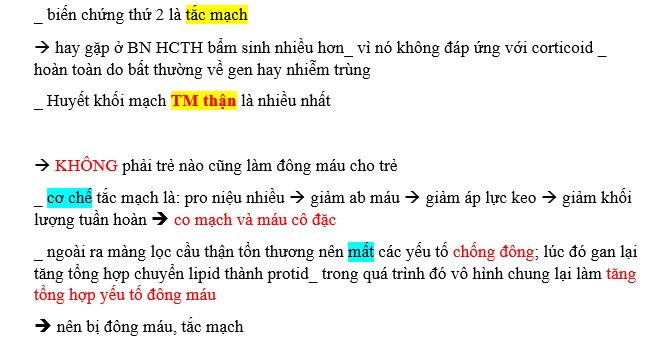 _ biến chứng thứ 2 là tắc mạch
→ hay gặp ở BN HCTH bẩm sinh nhiều hơn_ vì nó không đáp ứng với corticoid _
hoàn toàn do bất thường về gen hay nhiễm trùng
_ Huyết khối mạch TM thận là nhiều nhất
→ KHÔNG phải trẻ nào cũng làm đông máu cho trẻ
_ cơ chế tắc mạch là: pro niệu nhiều → giảm ab máu → giảm áp lực keo → giảm khối
lượng tuần hoàn → co mạch và máu cô đặc
_ ngoài ra màng lọc cầu thận tổn thương nên mất các yếu tố chống đông; lúc đó gan lại
tăng tổng hợp chuyển lipid thành protid_ trong quá trình đó vô hình chung lại làm tăng
tổng hợp yếu tố đông máu
→ nên bị đông máu, tắc mạch